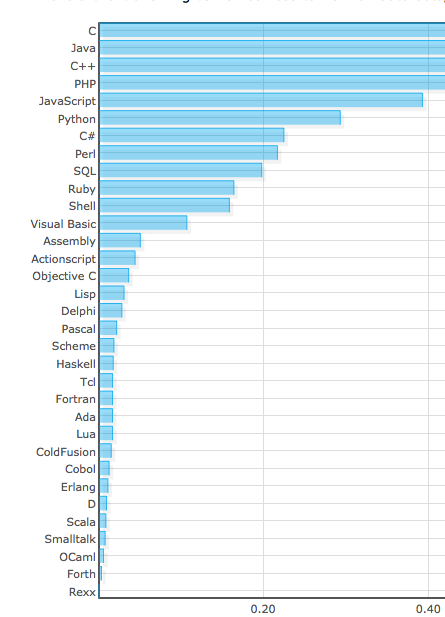 C
Java
C++
PHP
JavaScript
Python
C#
Perl
SQL
Ruby
Shell
Visual Basic
Assembly
Actionscript
Objective C
Lisp
Delphi
Pascal
Scheme
Haskell
Tcl
Fortran
Ada
Lua
ColdFusion
Cobol
Erlang
D
Scala
Smalltalk
OCaml
Forth
Rexx
0.20 0.40